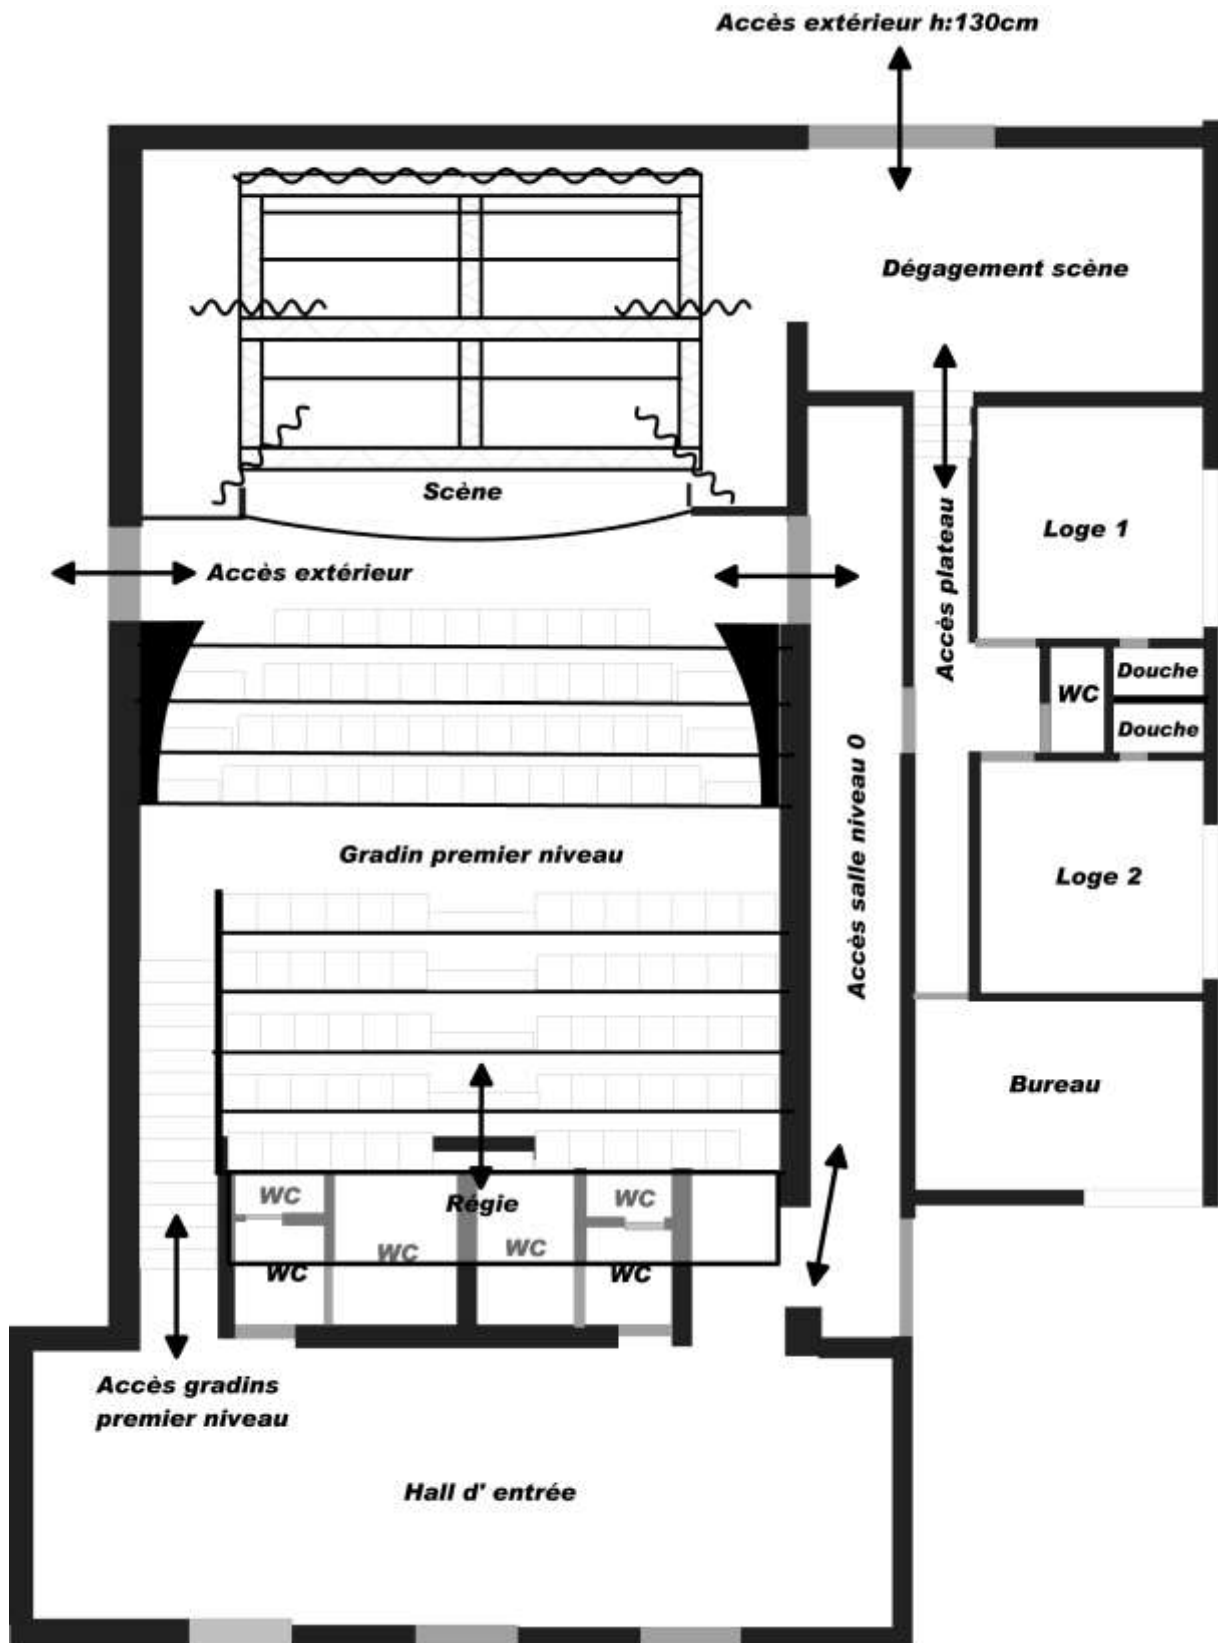 Accès extérieur h:130cm
Dégagement scène
Scène
Accès extérieur
Accès plateau
Loge 1
WC
Douche
Douche
Accès salle niveau 0
Gradin premier niveau
Loge 2
Bureau
WC
Régie
WC
WC
WC
WC
WC
Accès gradins
premier niveau
Hall d' entrée